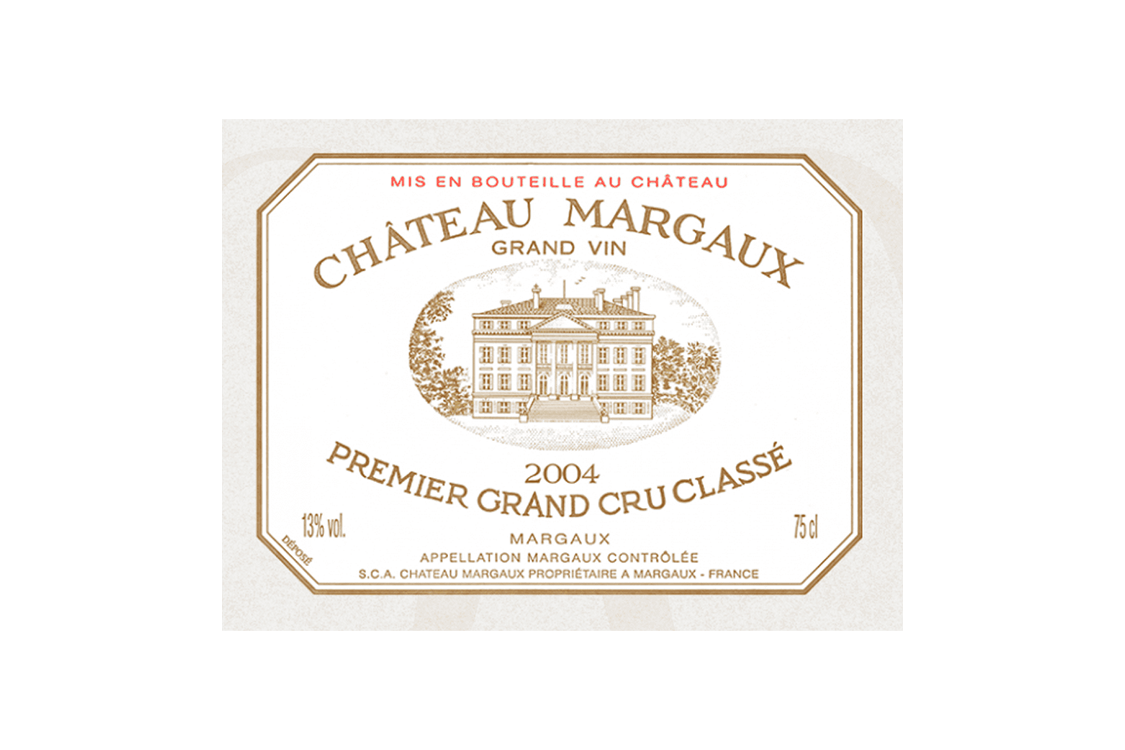 MIS EN BOUTEILLE AU CHÂTEAU
CHÂTEAU MARGAUX
GRAND VIN
2004
PREMIER GRAND CRU CLASSÉ
13% vol.
75 cl
DÉPOSÉ
MARGAUX
APPELLATION MARGAUX CONTRÔLÉE
S.C.A. CHATEAU MARGAUX PROPRIÉTAIRE A MARGAUX - FRANCE